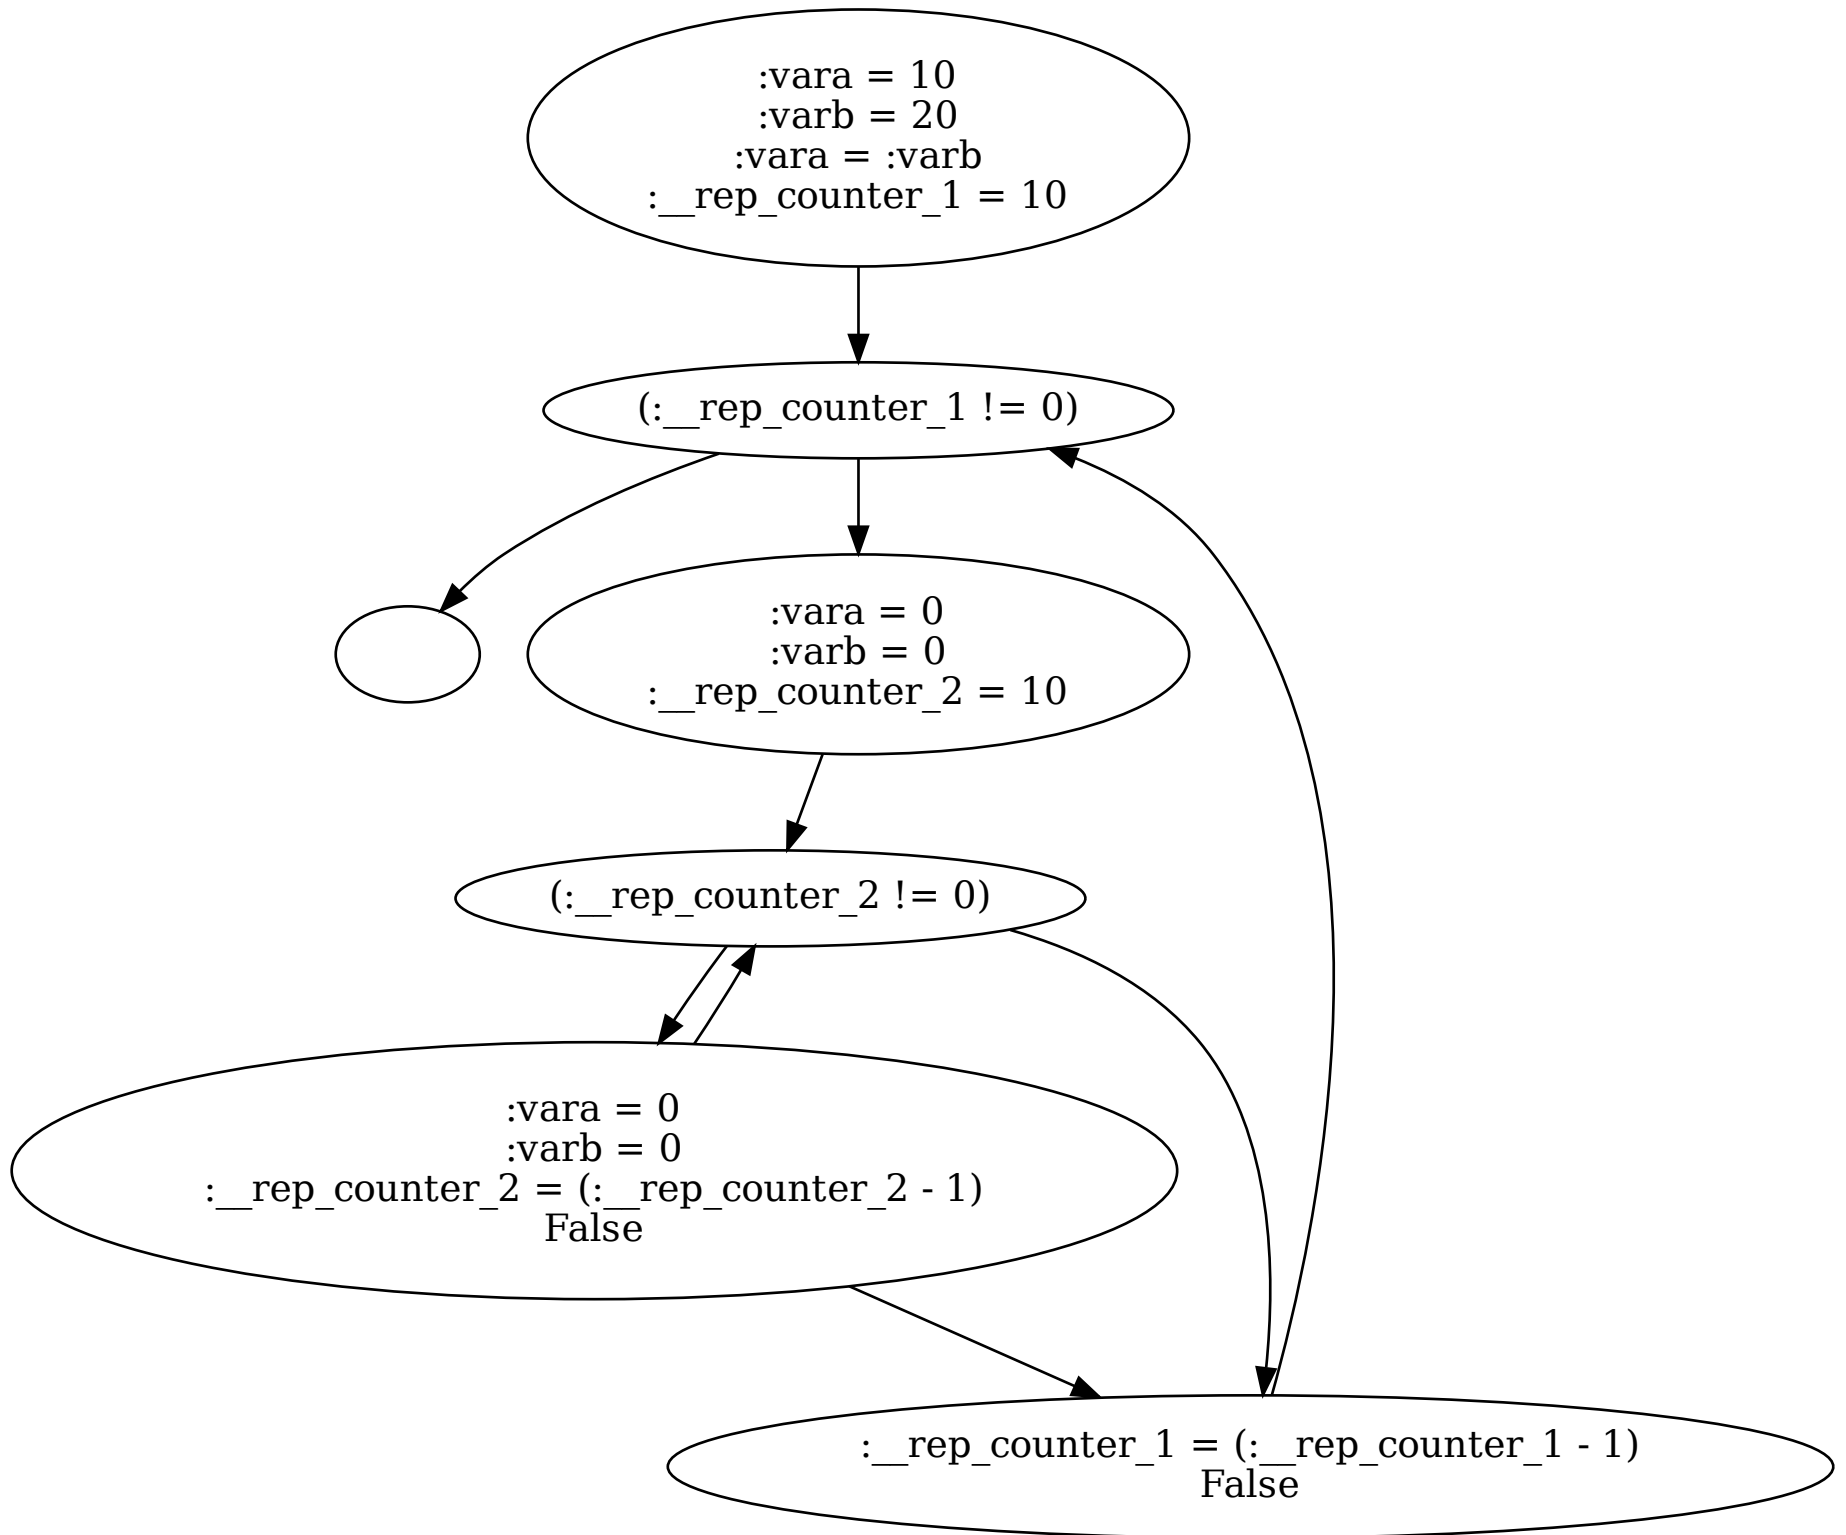 :vara = 10
:varb = 20
:vara = :varb
:__rep_counter_1 = 10
(:__rep_counter_1 != 0)
:vara = 0
:varb = 0
:__rep_counter_2 = 10
(:__rep_counter_2 != 0)
:vara = 0
:varb = 0
:__rep_counter_2 = (:__rep_counter_2 - 1)
False
:__rep_counter_1 = (:__rep_counter_1 - 1)
False